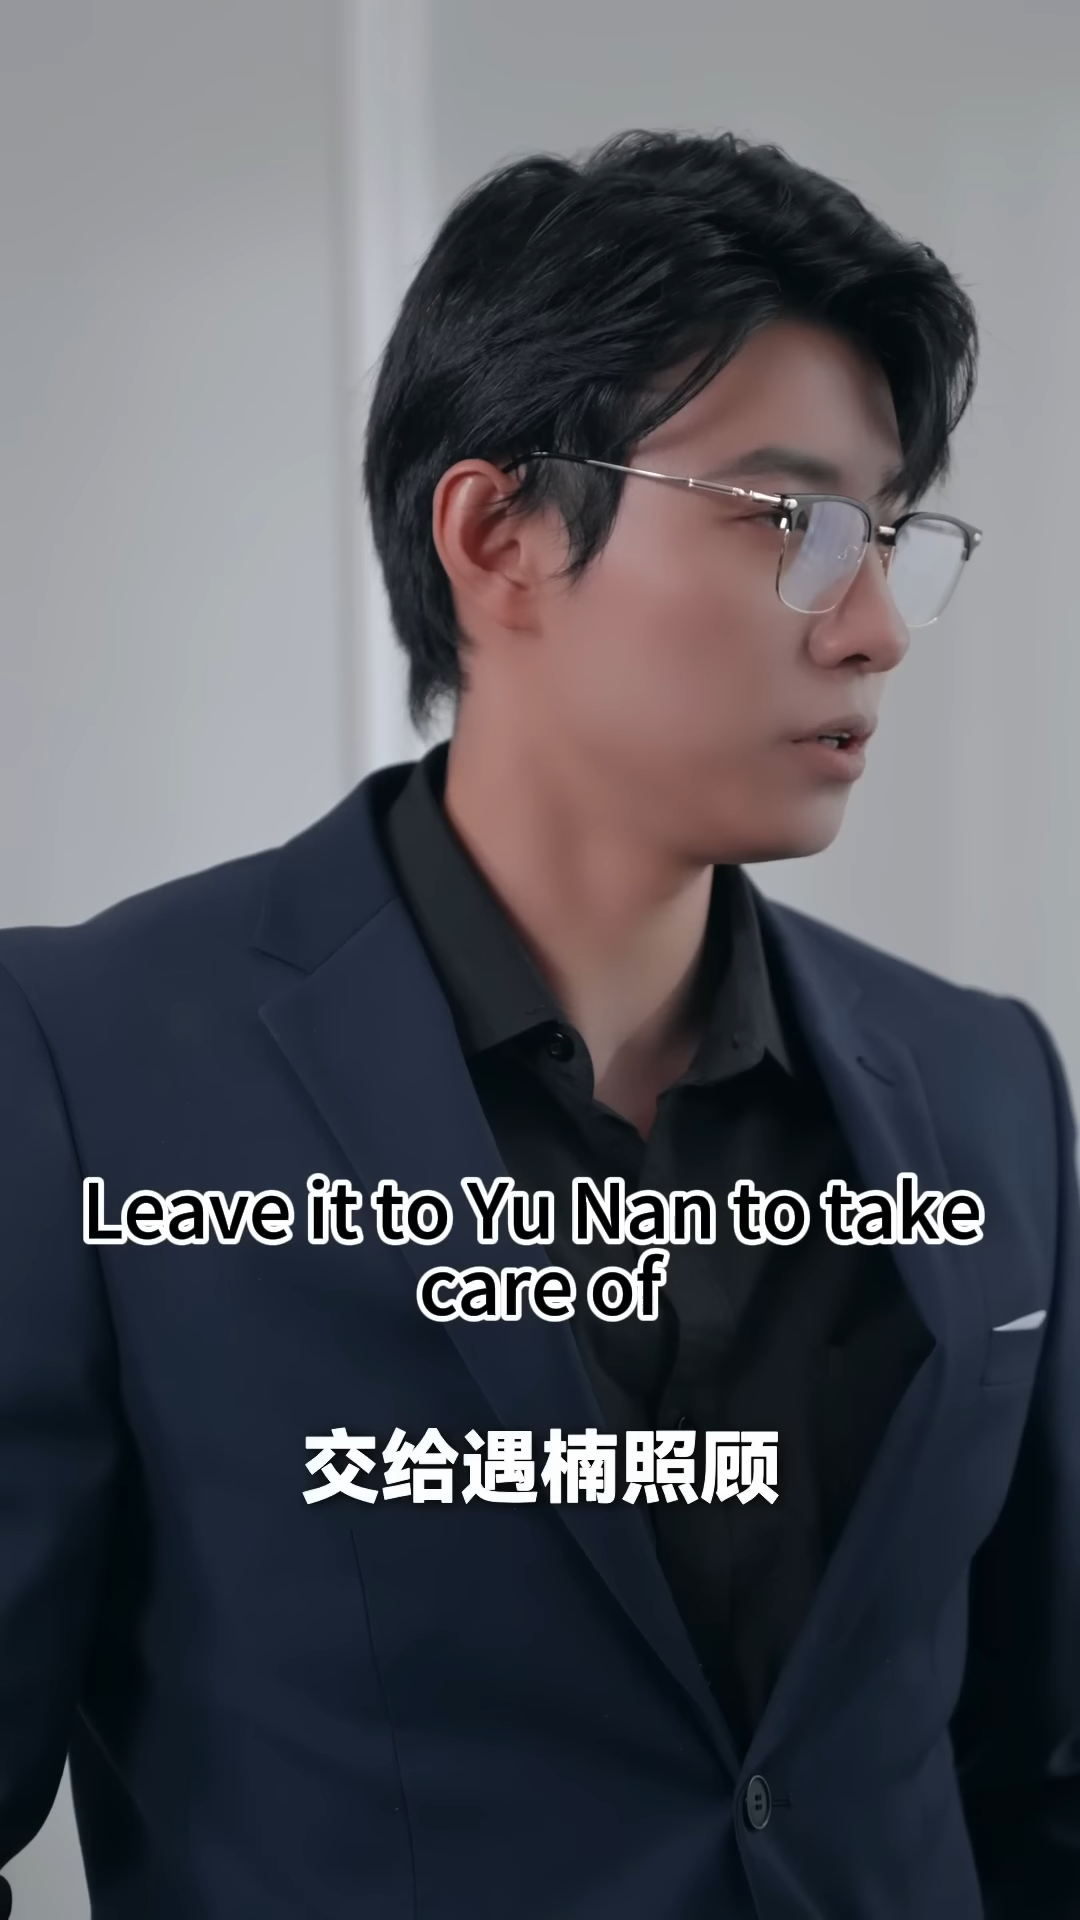 Leave it to Yu Nan to take
care of
交给遇楠照顾